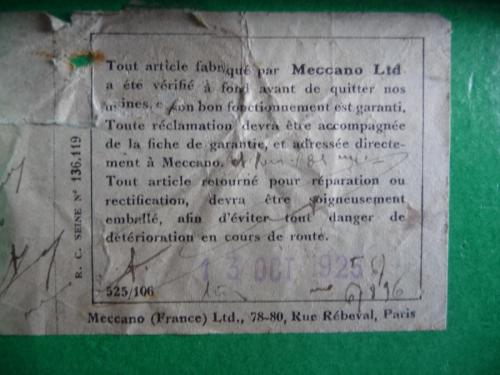 Tout article fabriqué par Meccano Ltd
a été vérifié à fond avant de quitter nos
usines, e son bon fonctionnement est garanti.
Toute réclamation devra être accompagnée
de la fiche de garantie, et adressée directe-
ment à Meccano.
Tout article retourné pour réparation ou
rectification, devra être soigneusement
emballé, afin d'éviter tout danger de
détérioration en cours de route.
13 OCT 1925
525/106
Meccano (France) Ltd., 78-80, Rue Rébeval, Paris
R. C. SEINE N° 136.119